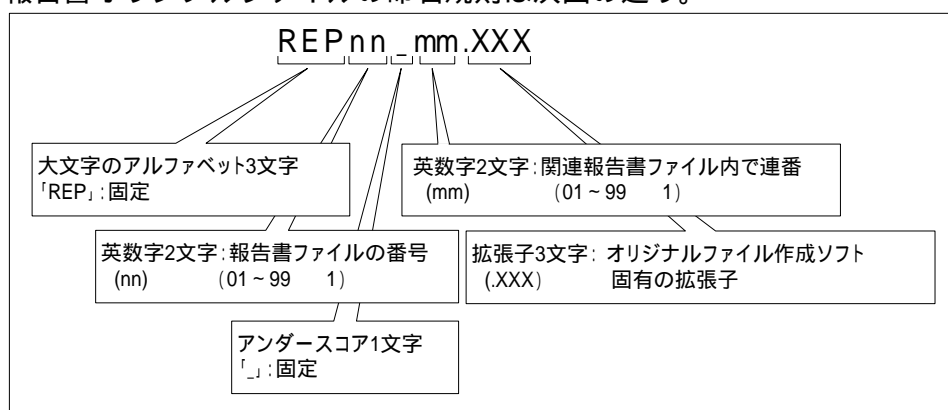 報告書オリジナルファイルの命名規則は次図の通り。
REPnn_mm.XXX
大文字のアルファベット3文字
「REP」:固定
英数字2文字:関連報告書ファイル内で連番
(mm) (01~99 1)
英数字2文字:報告書ファイルの番号
(nn) (01~99 1)
拡張子3文字: オリジナルファイル作成ソフト
(.XXX) 固有の拡張子
アンダースコア1文字
「_」:固定